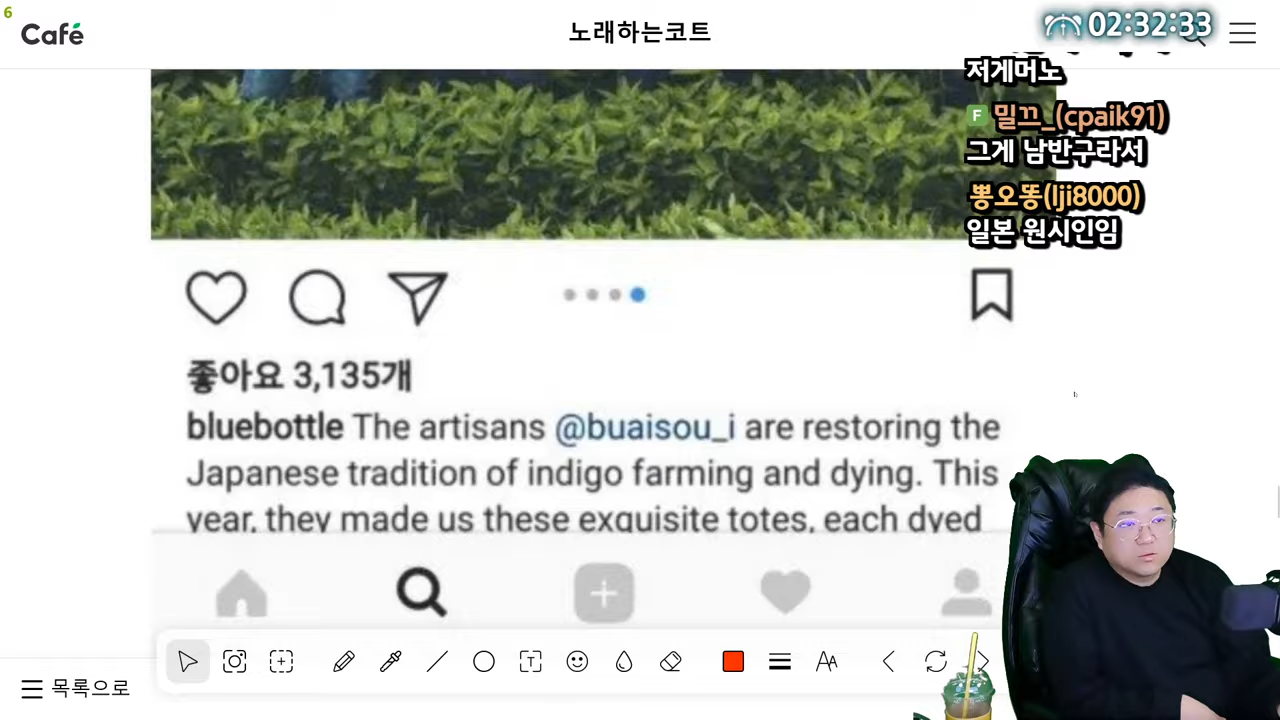 6
Café
노래하는코트
02:32:33
저게머노
F 밀끄_(cpaik91)
그게 남반구라서
뽕오똥(lji8000)
일본 원시인임
좋아요 3,135개
bluebottle The artisans @buaisou_i are restoring the
Japanese tradition of indigo farming and dying. This
year, they made us these exquisite totes, each dyed
T
AA
목록으로